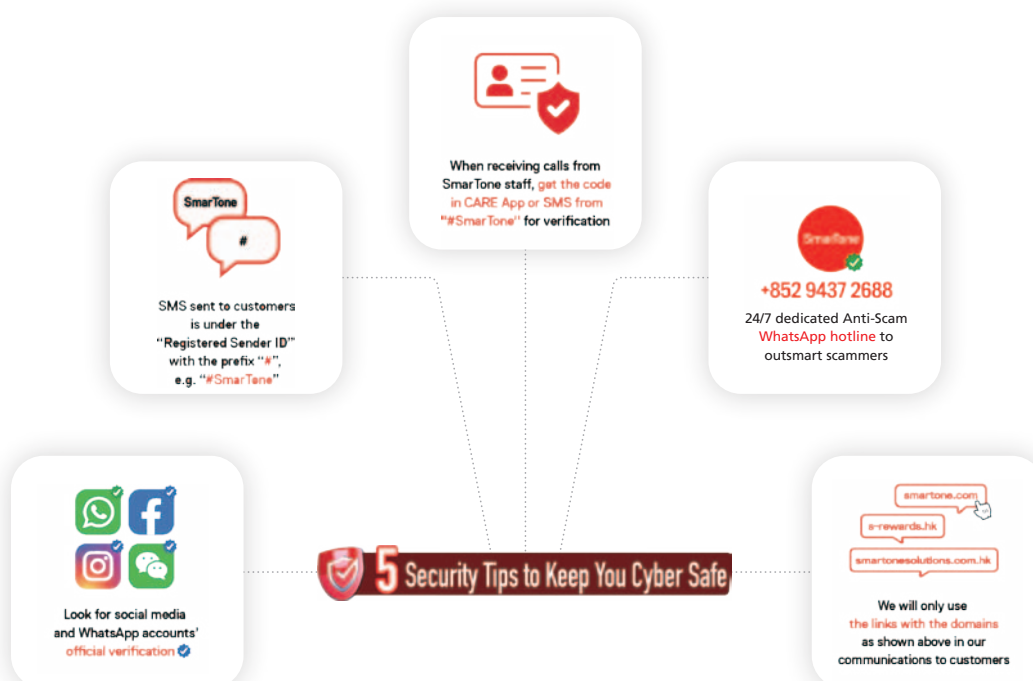 When receiving calls from
SmarTone staff, get the code
in CARE App or SMS from
"#SmarTone" for verification
SmarTone
#
SMS sent to customers
is under the
"Registered Sender ID"
with the prefix "#",
e.g. "#SmarTone"
SmarTone
+852 9437 2688
24/7 dedicated Anti-Scam
WhatsApp hotline to
outsmart scammers
Look for social media
and WhatsApp accounts'
official verification
5 Security Tips to Keep You Cyber Safe
smartone.com
s-rewards.hk
smartonesolutions.com.hk
We will only use
the links with the domains
as shown above in our
communications to customers